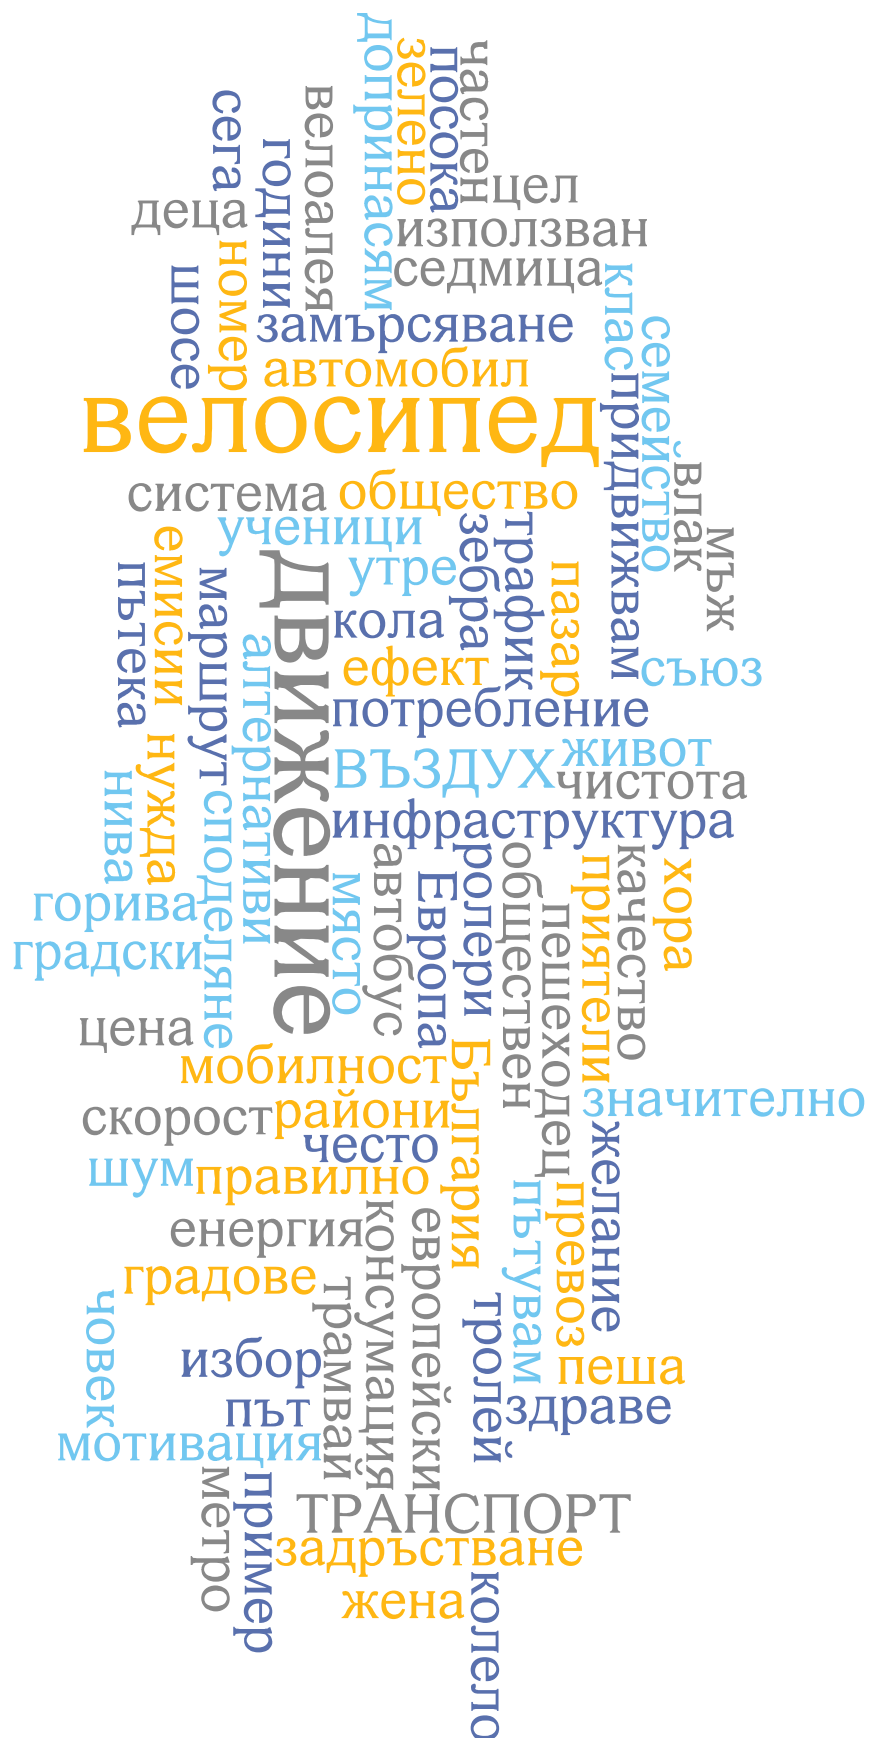 допринасям
зелено
посока
частен
велоалея
сега
години
цел
деца
използван
седмица
номер
шосе
клас
замърсяване
семейство
автомобил
придвижвам
велосипед
влак
система
общество
ученици
зебра
трафик
мъж
емисии
движение
утре
пазар
пътека
маршрут
кола
алтернативи
ефект
съюз
потребление
нужда
ВЪЗДУХ
живот
чистота
нива
споделяне
инфраструктура
автобус
ролери
обществен
качество
приятели
хора
място
Европа
горива
пешеходец
градски
цена
мобилност
България
значително
скорост
райони
често
желание
шум
правилно
пътувам
превоз
енергия
консумация
европейски
градове
трамвай
човек
тролей
избор
пеша
път
здраве
мотивация
метро
пример
ТРАНСПОРТ
задръстване
колело
жена